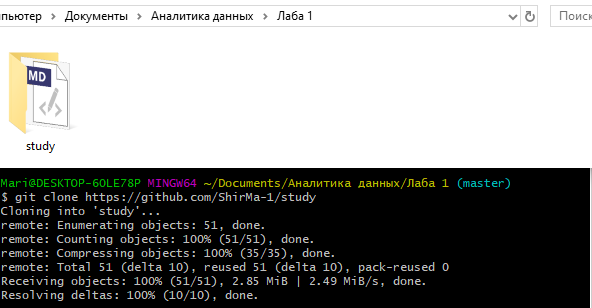 пьютер > Документы > Аналитика данных > Лаба 1
Поиск
MD
study
Mari@DESKTOP-6OLE78P MINGW64 ~/Documents/Аналитика данных/Лаба 1 (master)
$ git clone https://github.com/ShirMa-1/study
Cloning into 'study'...
remote: Enumerating objects: 51, done.
remote: Counting objects: 100% (51/51), done.
remote: Compressing objects: 100% (35/35), done.
remote: Total 51 (delta 10), reused 51 (delta 10), pack-reused 0
Receiving objects: 100% (51/51), 2.85 MiB | 2.49 MiB/s, done.
Resolving deltas: 100% (10/10), done.